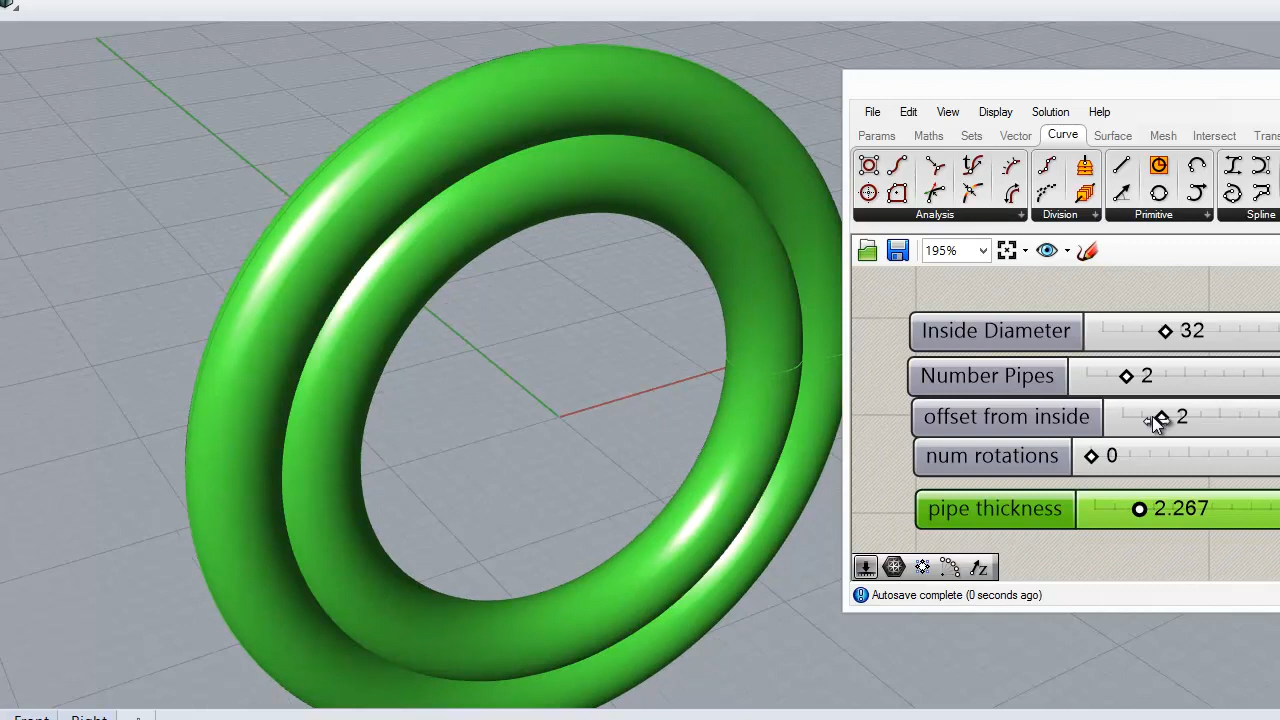 File Edit View Display Solution Help
Params Maths Sets Vector Curve Surface Mesh Intersect
Analysis Division Primitive Spline
195%
Inside Diameter 32
Number Pipes 2
offset from inside 2
num rotations 0
pipe thickness 2.267
Autosave complete (0 seconds ago)
Front Right